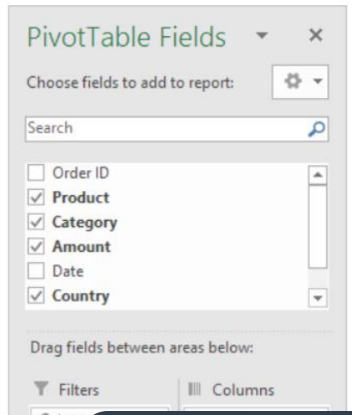 PivotTable Fields
Choose fields to add to report:
Search
Order ID
Product
Category
Amount
Date
Country
Drag fields between areas below:
Filters
Columns